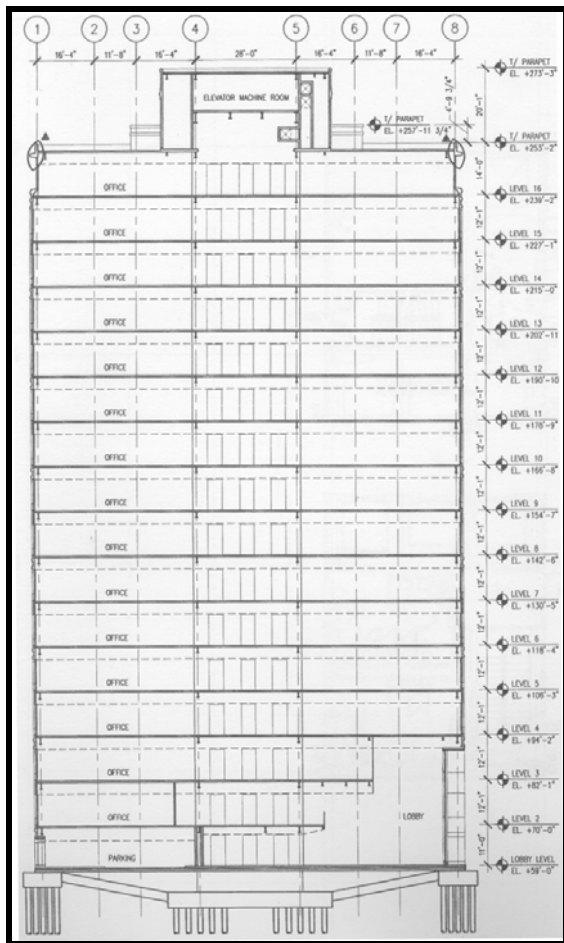 1 2 3 4 5 6 7 8
16'-4" 11'-8" 16'-4" 28'-0" 16'-4" 11'-8" 16'-4"
T/ PARAPET
EL. +273'-3"
ELEVATOR MACHINE ROOM
4'-9 3/4"
20'-1"
T/ PARAPET
EL. +257'-11 3/4"
T/ PARAPET
EL. +253'-2"
14'-0"
OFFICE
LEVEL 16
EL. +239'-2"
12'-1"
OFFICE
LEVEL 15
EL. +227'-1"
12'-1"
OFFICE
LEVEL 14
EL. +215'-0"
12'-1"
OFFICE
LEVEL 13
EL. +202'-11
12'-1"
OFFICE
LEVEL 12
EL. +190'-10
12'-1"
OFFICE
LEVEL 11
EL. +178'-9"
12'-1"
OFFICE
LEVEL 10
EL. +166'-8"
12'-1"
OFFICE
LEVEL 9
EL. +154'-7"
12'-1"
OFFICE
LEVEL 8
EL. +142'-6"
12'-1"
OFFICE
LEVEL 7
EL. +130'-5"
12'-1"
OFFICE
LEVEL 6
EL. +118'-4"
12'-1"
OFFICE
LEVEL 5
EL. +106'-3"
12'-1"
OFFICE
LEVEL 4
EL. +94'-2"
12'-1"
OFFICE
LEVEL 3
EL. +82'-1"
12'-1"
OFFICE
LOBBY
LEVEL 2
EL. +70'-0"
11'-0"
PARKING
LOBBY LEVEL
EL. +59'-0"